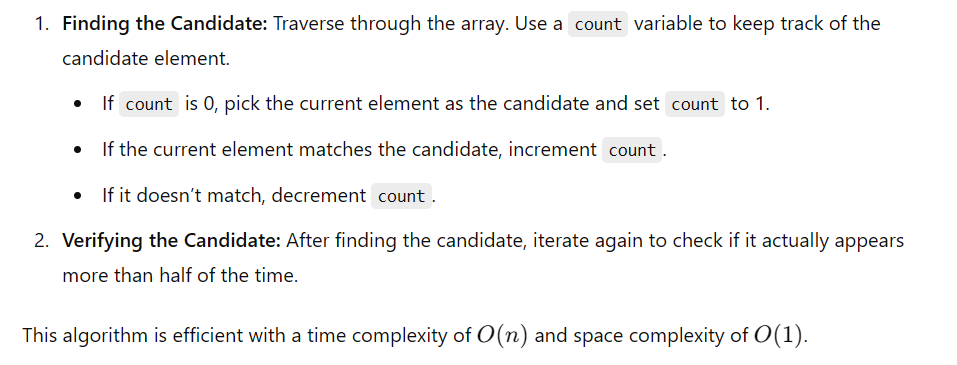 1. Finding the Candidate: Traverse through the array. Use a count variable to keep track of the
candidate element.
• If count is 0, pick the current element as the candidate and set count to 1.
• If the current element matches the candidate, increment count.
• If it doesn’t match, decrement count.
2. Verifying the Candidate: After finding the candidate, iterate again to check if it actually appears
more than half of the time.
This algorithm is efficient with a time complexity of O(n) and space complexity of O(1).